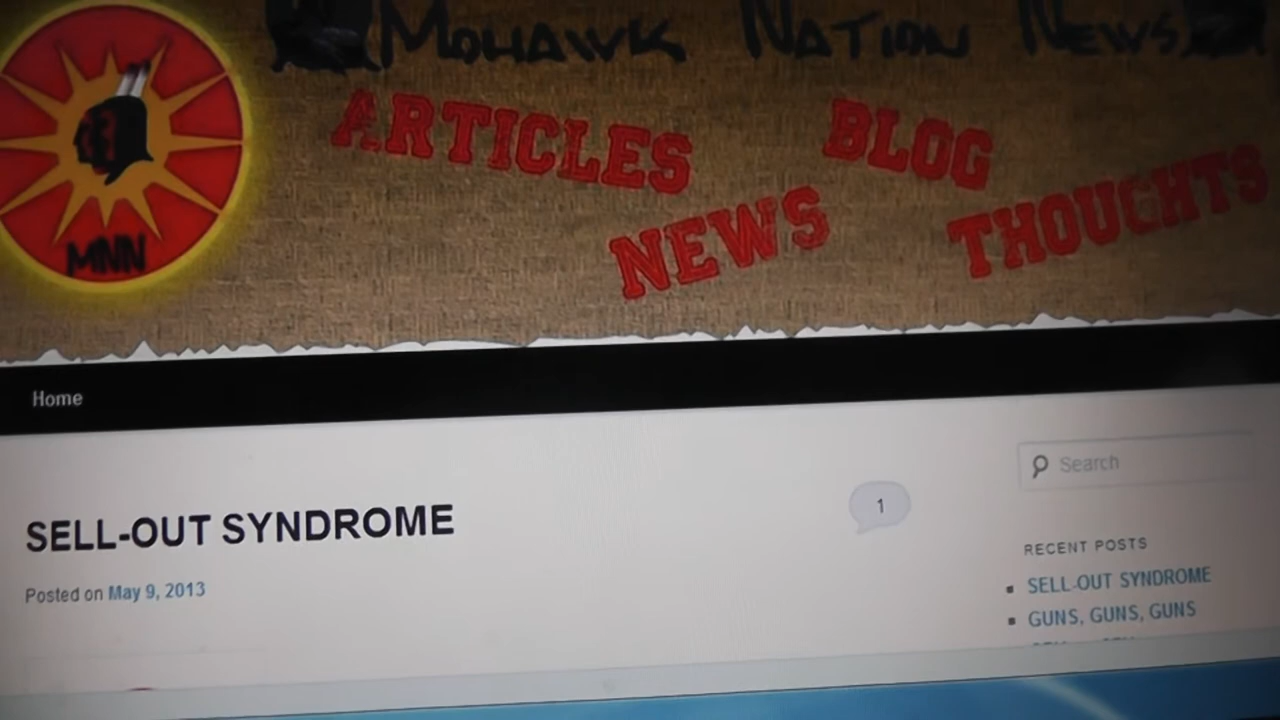 Mohawk Nation News
ARTICLES
BLOG
NEWS
THOUGHTS
MNN
Home
Search
SELL-OUT SYNDROME
1
Posted on May 9, 2013
RECENT POSTS
SELL-OUT SYNDROME
GUNS, GUNS, GUNS